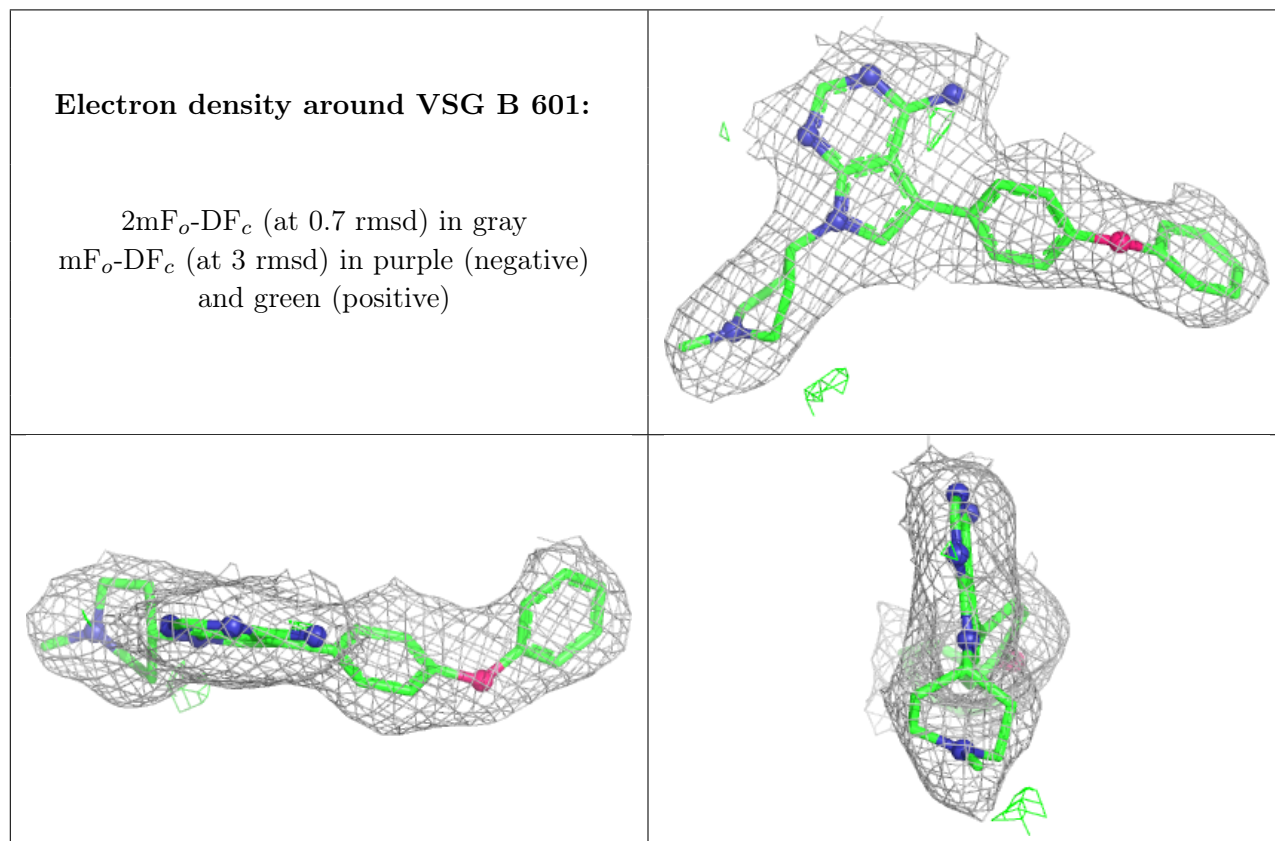 Electron density around VSG B 601:
2mFo-DFc (at 0.7 rmsd) in gray
mFo-DFc (at 3 rmsd) in purple (negative)
and green (positive)